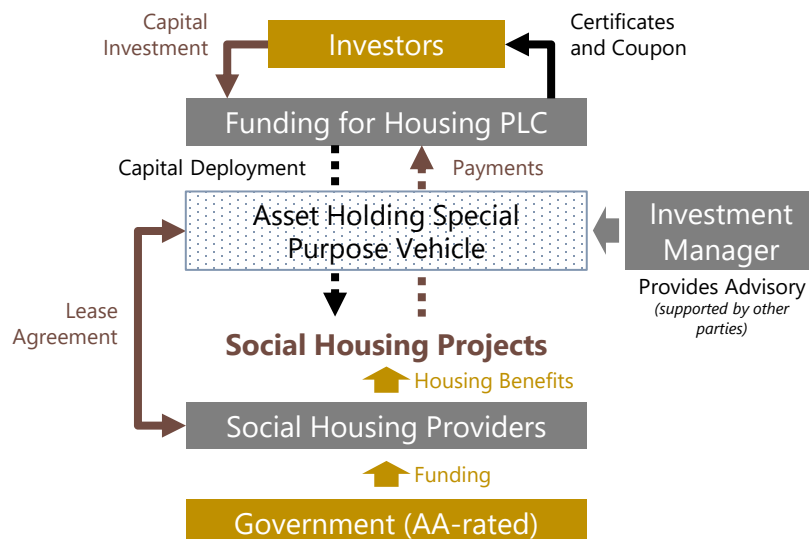 Capital
Investment
Investors
Certificates
and Coupon
Funding for Housing PLC
Capital Deployment
Payments
Asset Holding Special
Purpose Vehicle
Investment
Manager
Provides Advisory
(supported by other
parties)
Lease
Agreement
Social Housing Projects
Housing Benefits
Social Housing Providers
Funding
Government (AA-rated)